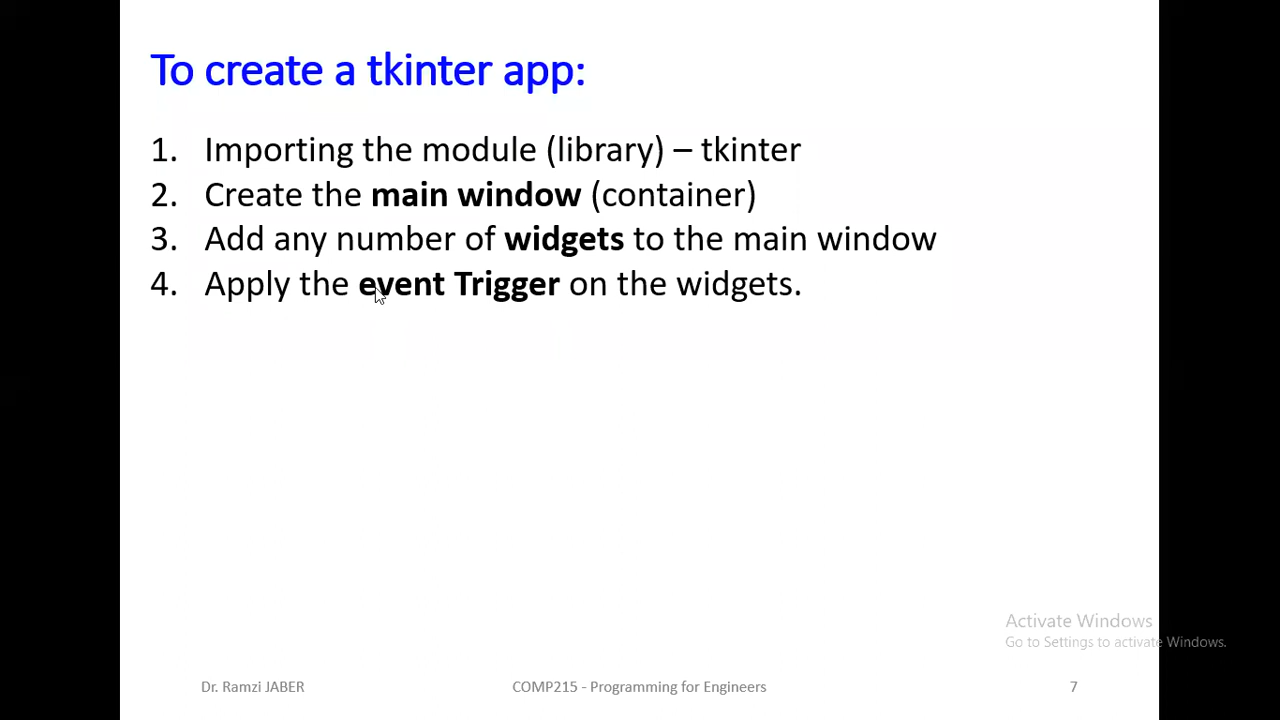 To create a tkinter app:
1. Importing the module (library) – tkinter
2. Create the main window (container)
3. Add any number of widgets to the main window
4. Apply the event Trigger on the widgets.
Activate Windows
Go to Settings to activate Windows.
Dr. Ramzi JABER
COMP215 - Programming for Engineers
7